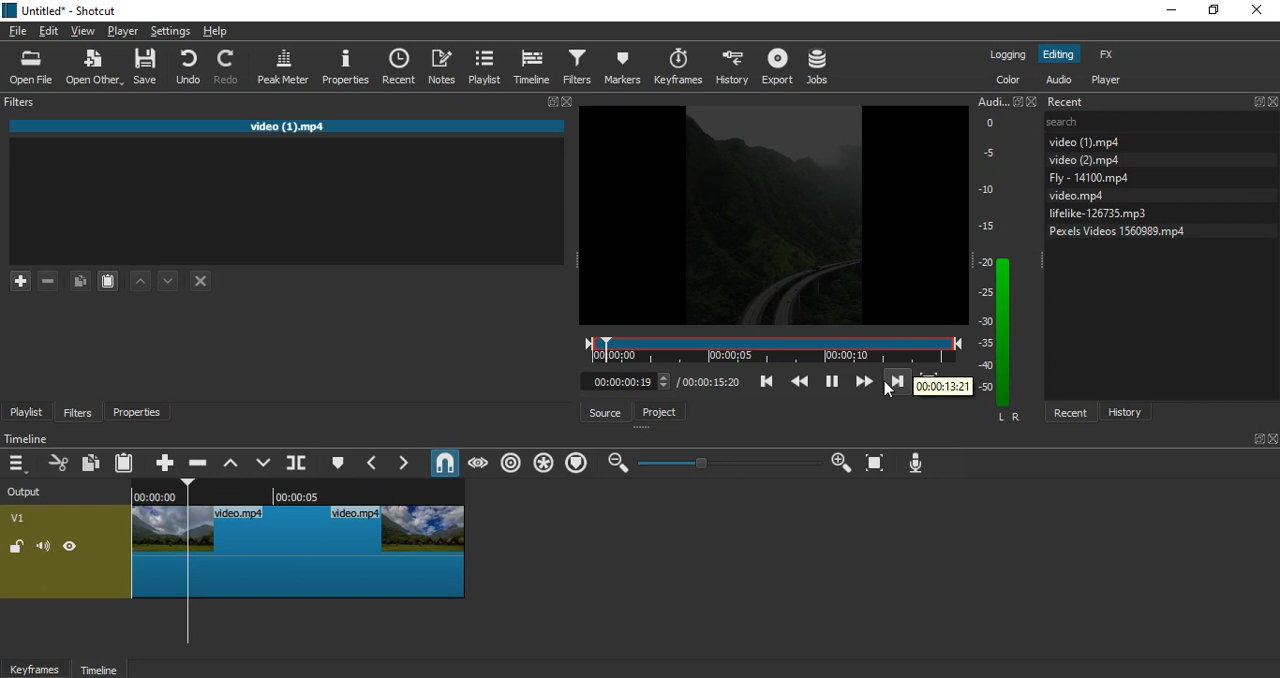 Untitled* - Shotcut
File Edit View Player Settings Help
Open File Open Other... Save Undo Redo Peak Meter Properties Recent Notes Playlist Timeline Filters Markers Keyframes History Export Jobs
Logging Editing FX
Color Audio Player
Filters
video (1).mp4
Audi...
0
-5
-10
-15
-20
-25
-30
-35
-40
-50
L R
Recent
search
video (1).mp4
video (2).mp4
Fly - 14100.mp4
video.mp4
lifelike-126735.mp3
Pexels Videos 1560989.mp4
00:00:00 00:00:05 00:00:10
00:00:00:19 / 00:00:15:20
00:00:13:21
Playlist Filters Properties
Source Project
Recent History
Timeline
Output
00:00:00 00:00:05
V1
video.mp4 video.mp4
Keyframes Timeline